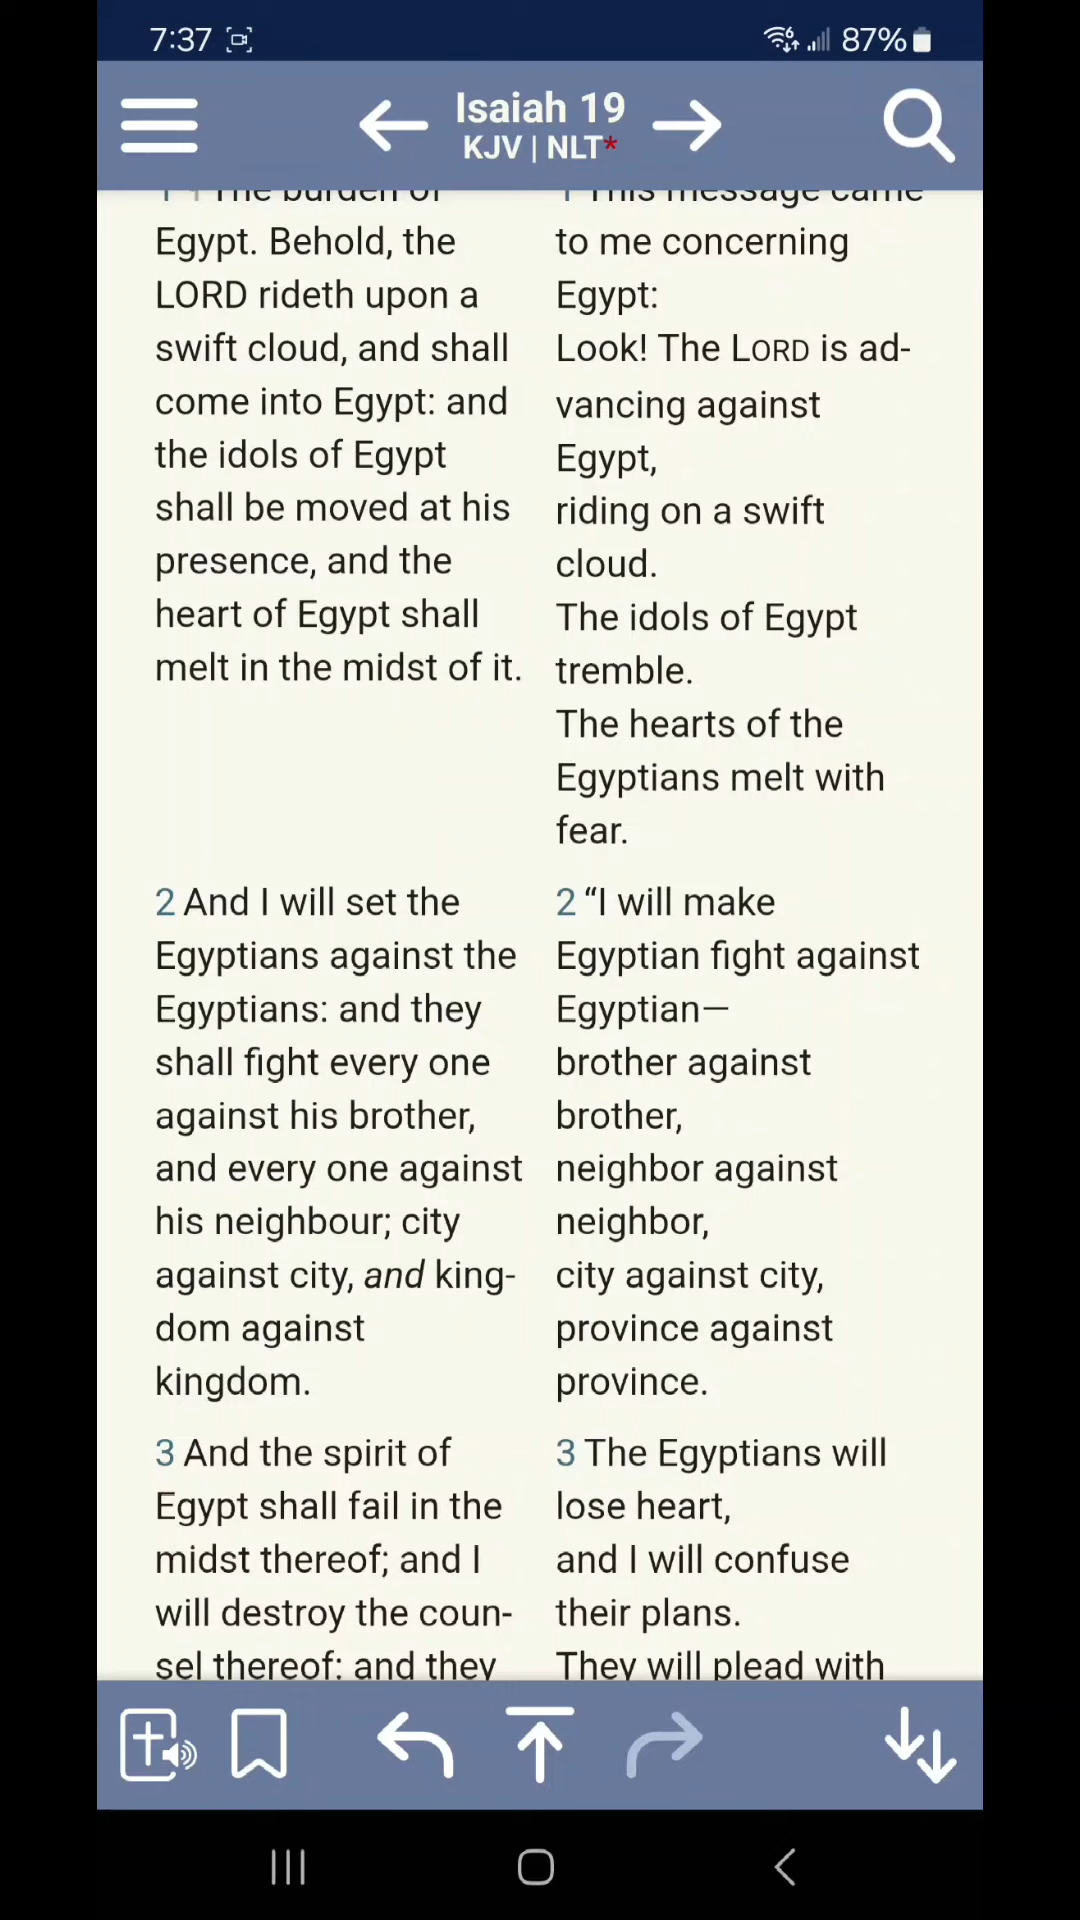 7:37
87%
Isaiah 19
KJV | NLT*
1 ¶ The burden of
Egypt. Behold, the
LORD rideth upon a
swift cloud, and shall
come into Egypt: and
the idols of Egypt
shall be moved at his
presence, and the
heart of Egypt shall
melt in the midst of it.
1 This message came
to me concerning
Egypt:
Look! The LORD is ad-
vancing against
Egypt,
riding on a swift
cloud.
The idols of Egypt
tremble.
The hearts of the
Egyptians melt with
fear.
2 And I will set the
Egyptians against the
Egyptians: and they
shall fight every one
against his brother,
and every one against
his neighbour; city
against city, and king-
dom against
kingdom.
2 “I will make
Egyptian fight against
Egyptian—
brother against
brother,
neighbor against
neighbor,
city against city,
province against
province.
3 And the spirit of
Egypt shall fail in the
midst thereof; and I
will destroy the coun-
sel thereof: and they
3 The Egyptians will
lose heart,
and I will confuse
their plans.
They will plead with